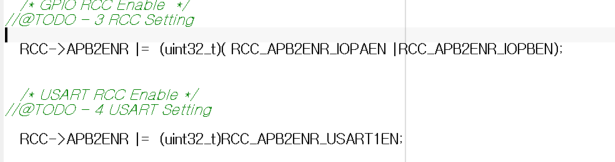 /* GPIO RCC Enable */
//@TODO - 3 RCC Setting
RCC->APB2ENR |= (uint32_t)( RCC_APB2ENR_IOPAEN |RCC_APB2ENR_IOPBEN);
/* USART RCC Enable */
//@TODO - 4 USART Setting
RCC->APB2ENR |= (uint32_t)RCC_APB2ENR_USART1EN;